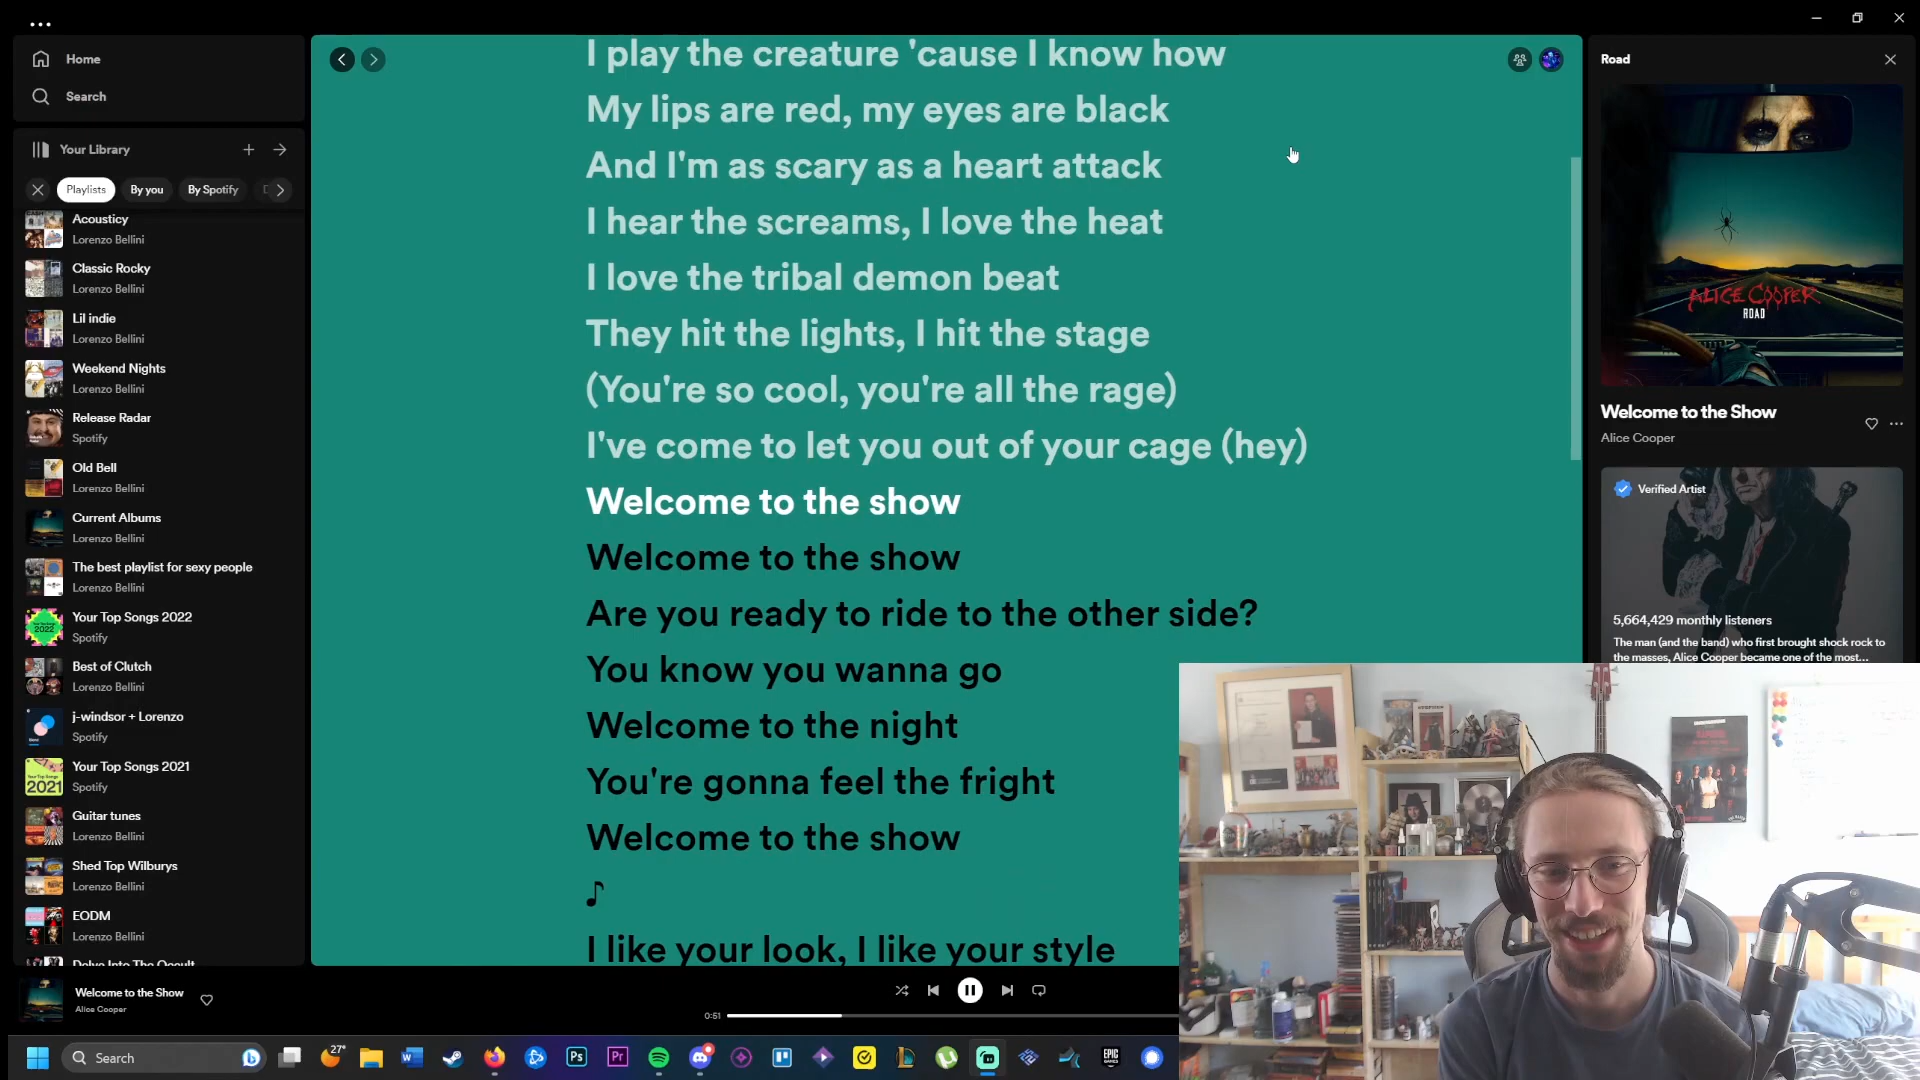 Home
Search
Your Library
Playlists
By you
By Spotify
Acousticy
Lorenzo Bellini
Classic Rocky
Lorenzo Bellini
Lil indie
Lorenzo Bellini
Weekend Nights
Lorenzo Bellini
Release Radar
Spotify
Old Bell
Lorenzo Bellini
Current Albums
Lorenzo Bellini
The best playlist for sexy people
Lorenzo Bellini
Your Top Songs 2022
Spotify
Best of Clutch
Lorenzo Bellini
j-windsor + Lorenzo
Spotify
Your Top Songs 2021
Spotify
Guitar tunes
Lorenzo Bellini
Shed Top Wilburys
Lorenzo Bellini
EODM
Lorenzo Bellini
Delve Into The Occult
I play the creature 'cause I know how
My lips are red, my eyes are black
And I'm as scary as a heart attack
I hear the screams, I love the heat
I love the tribal demon beat
They hit the lights, I hit the stage
(You're so cool, you're all the rage)
I've come to let you out of your cage (hey)
Welcome to the show
Welcome to the show
Are you ready to ride to the other side?
You know you wanna go
Welcome to the night
You're gonna feel the fright
Welcome to the show
♪
I like your look, I like your style
Road
ALICE COOPER
ROAD
Welcome to the Show
Alice Cooper
Verified Artist
5,664,429 monthly listeners
The man (and the band) who first brought shock rock to
the masses, Alice Cooper became one of the most...
Welcome to the Show
Alice Cooper
0:51
Search
27°
Ps
Pr
EPIC